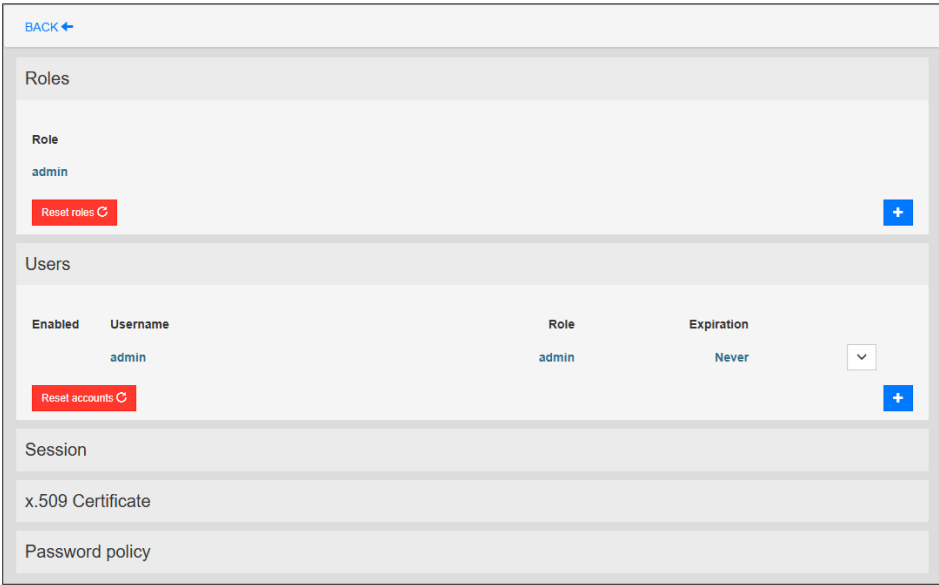 BACK
Roles
Role
admin
Reset roles
Users
Enabled Username Role Expiration
admin admin Never
Reset accounts
Session
x.509 Certificate
Password policy